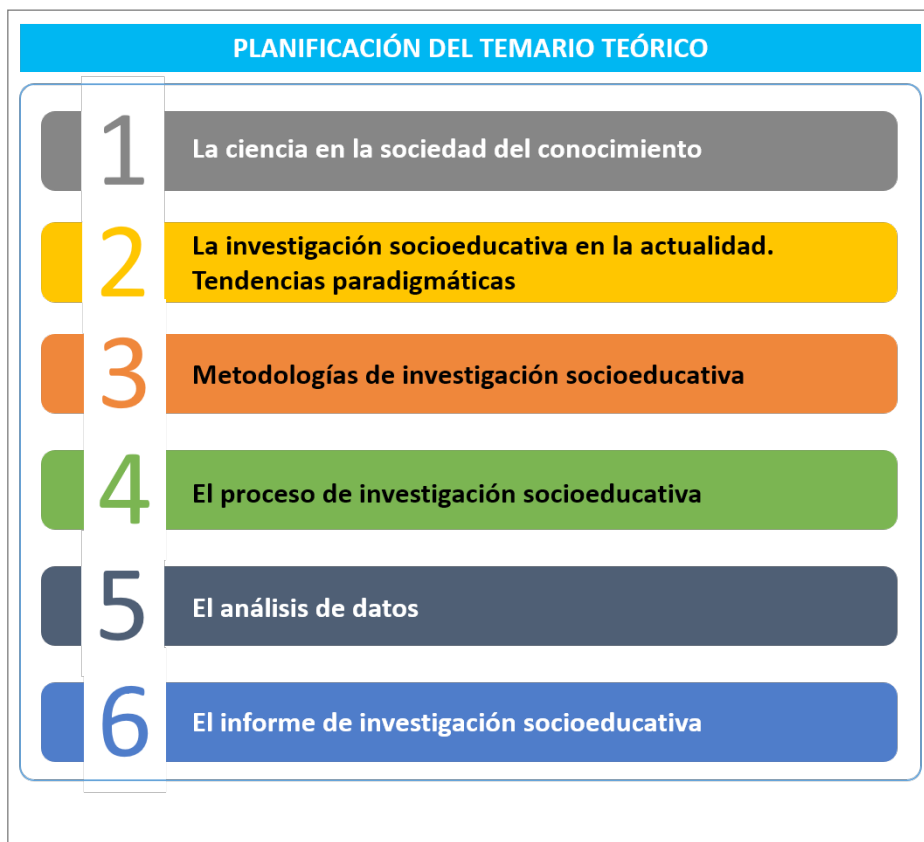 PLANIFICACIÓN DEL TEMARIO TEÓRICO
1
La ciencia en la sociedad del conocimiento
2
La investigación socioeducativa en la actualidad.
Tendencias paradigmáticas
3
Metodologías de investigación socioeducativa
4
El proceso de investigación socioeducativa
5
El análisis de datos
6
El informe de investigación socioeducativa